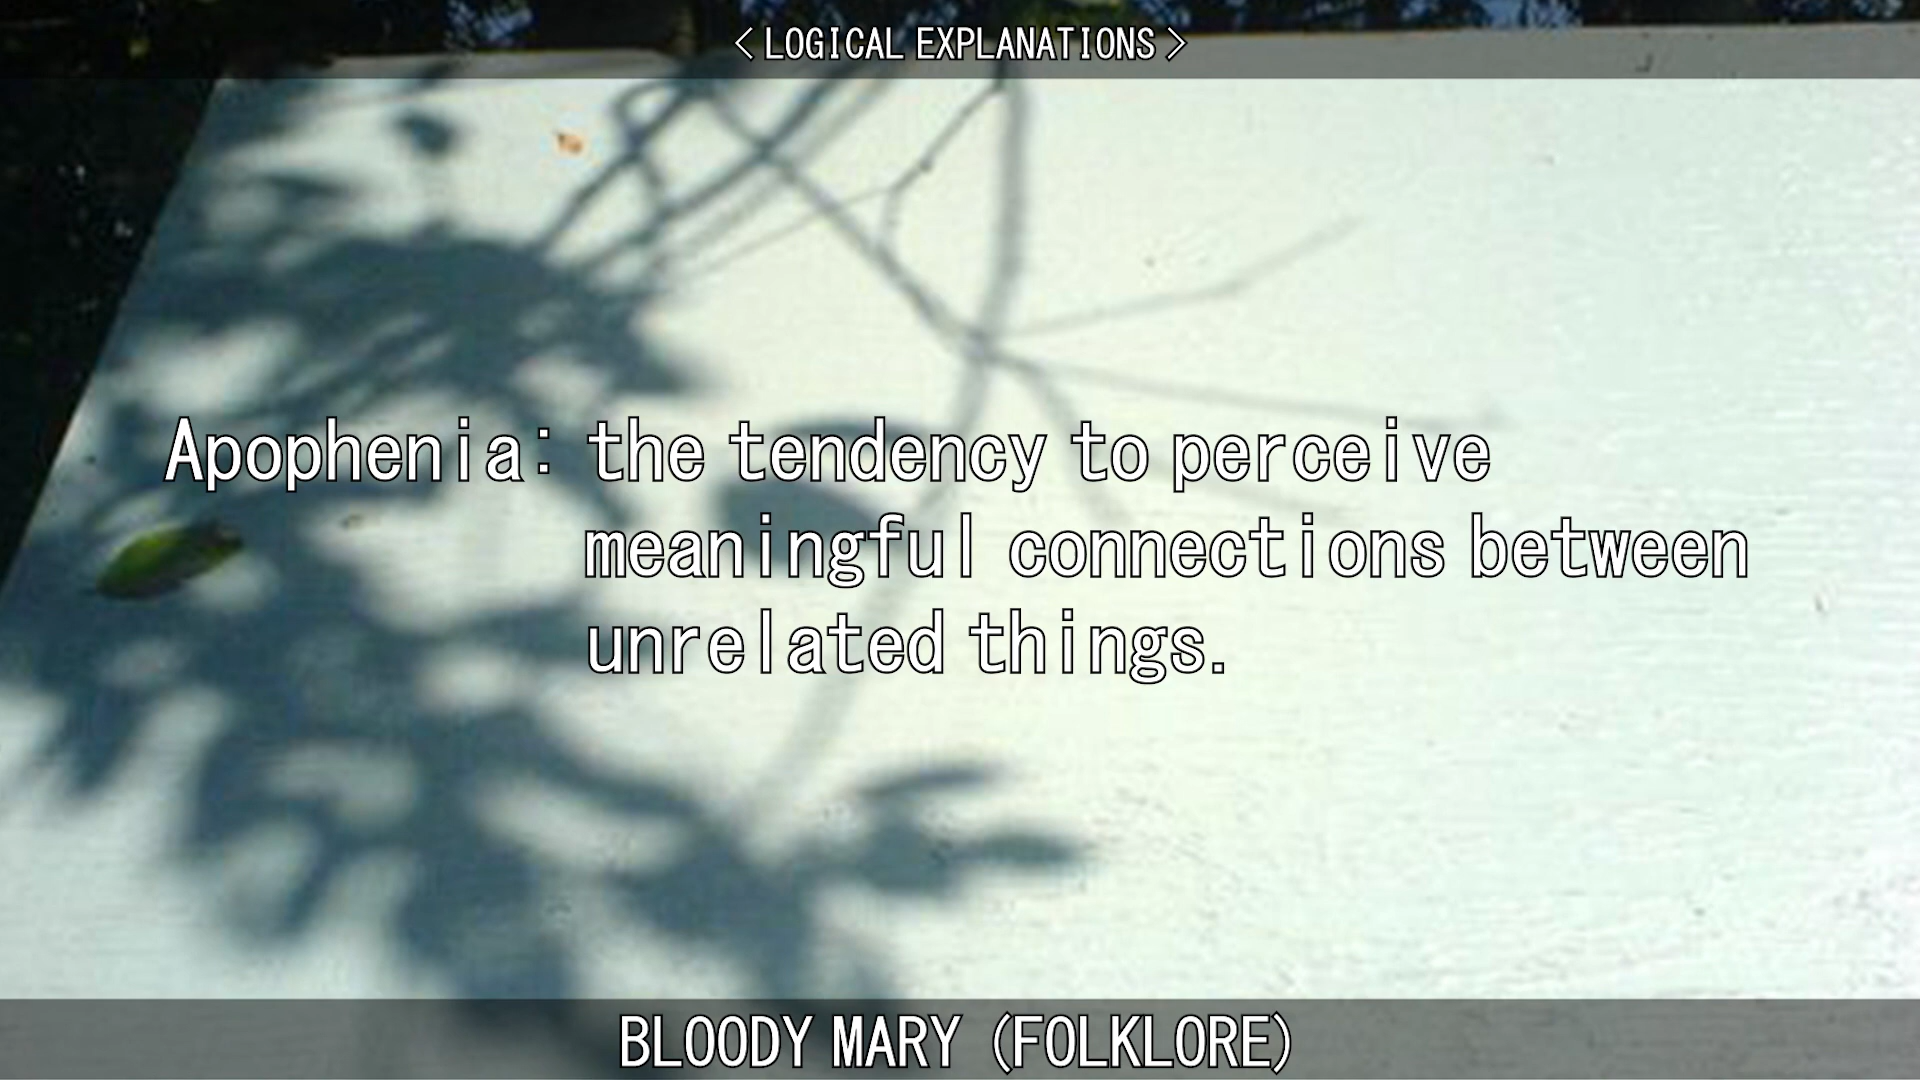 <LOGICAL EXPLANATIONS>
Apophenia: the tendency to perceive
meaningful connections between
unrelated things.
BLOODY MARY (FOLKLORE)